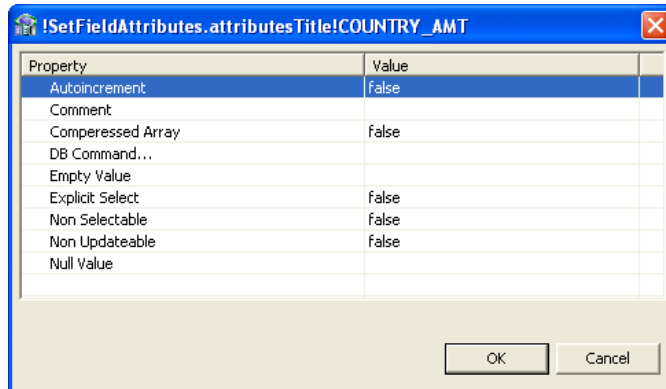 !SetFieldAttributes.attributesTitle!COUNTRY_AMT
Property Value
Autoincrement false
Comment
Comperessed Array false
DB Command...
Empty Value
Explicit Select false
Non Selectable false
Non Updateable false
Null Value
OK Cancel